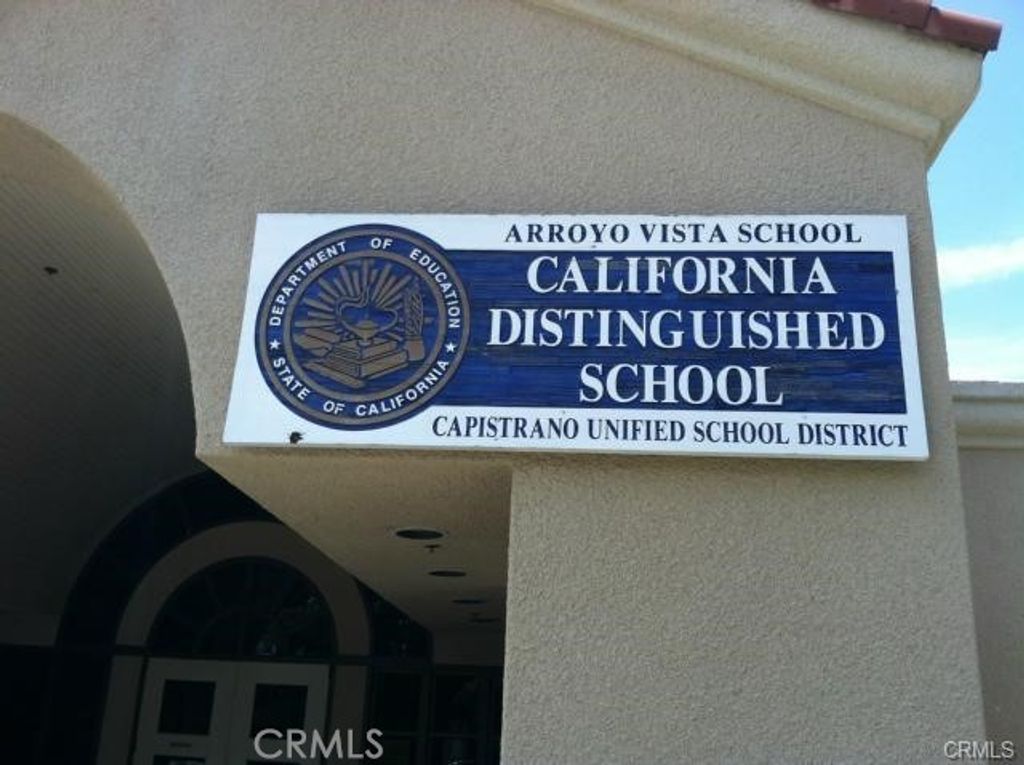 ARROYO VISTA SCHOOL
DEPARTMENT OF EDUCATION
★ STATE OF CALIFORNIA ★
CALIFORNIA
DISTINGUISHED
SCHOOL
CAPISTRANO UNIFIED SCHOOL DISTRICT
CRMLS
CRMLS